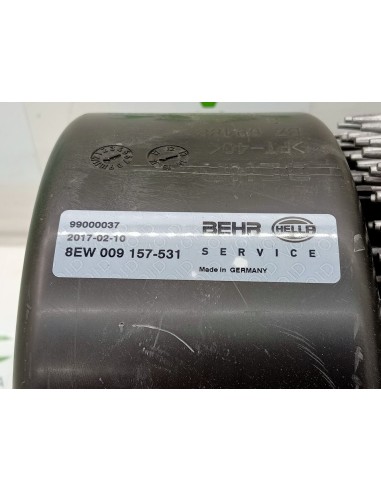 99000037
2017-02-10
8EW 009 157-531
BEHR HELLA
SERVICE
Made in GERMANY